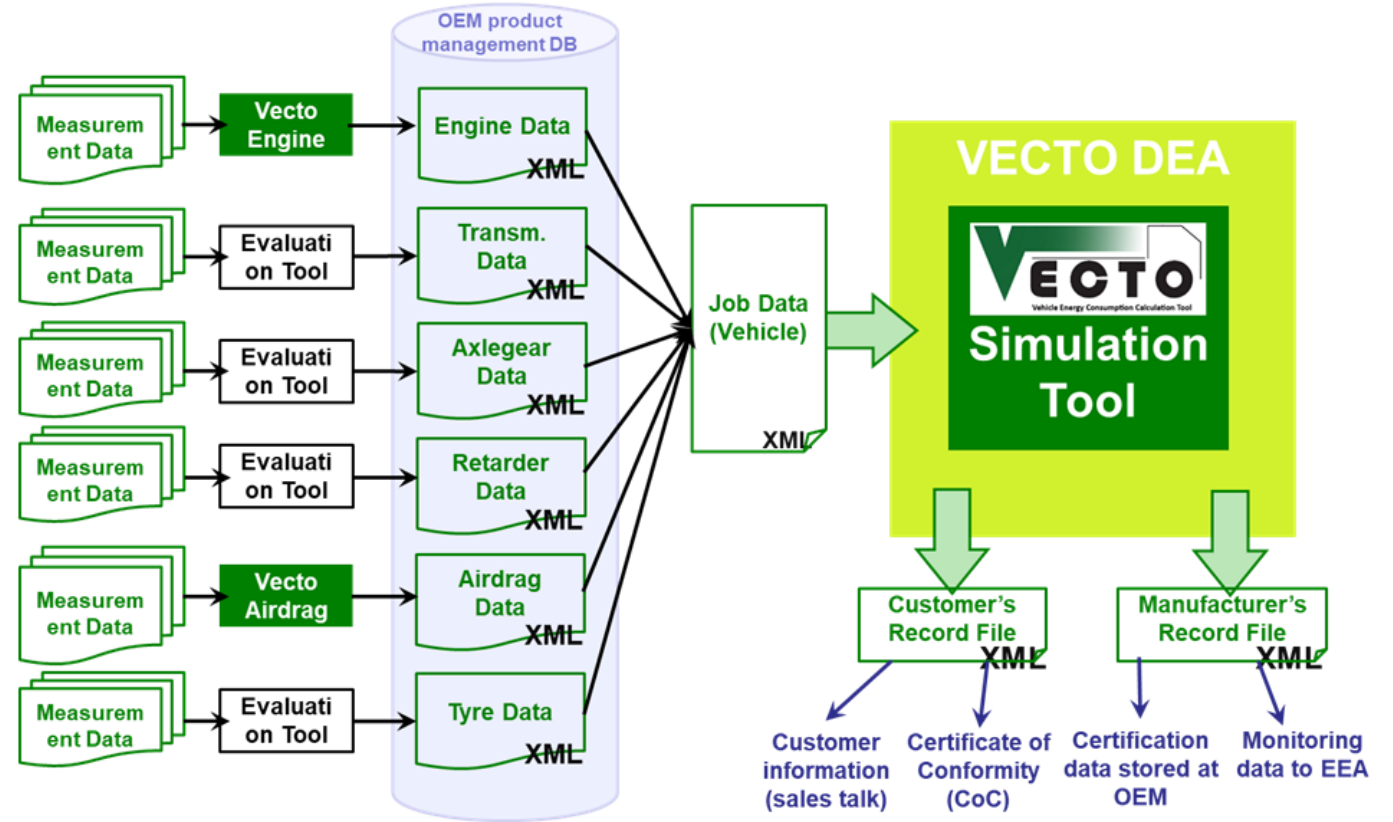 OEM product
management DB
Measurem
ent Data
Vecto
Engine
Engine Data
XML
Measurem
ent Data
Evaluati
on Tool
Transm.
Data
XML
Measurem
ent Data
Evaluati
on Tool
Axlegear
Data
XML
Measurem
ent Data
Evaluati
on Tool
Retarder
Data
XML
Measurem
ent Data
Vecto
Airdrag
Airdrag
Data
XML
Measurem
ent Data
Evaluati
on Tool
Tyre Data
XML
Job Data
(Vehicle)
XML
VECTO DEA
VECTO
Vehicle Energy Consumption Calculation Tool
Simulation
Tool
Customer's
Record File
XML
Manufacturer's
Record File
XML
Customer
information
(sales talk)
Certificate of
Conformity
(CoC)
Certification
data stored at
OEM
Monitoring
data to EEA